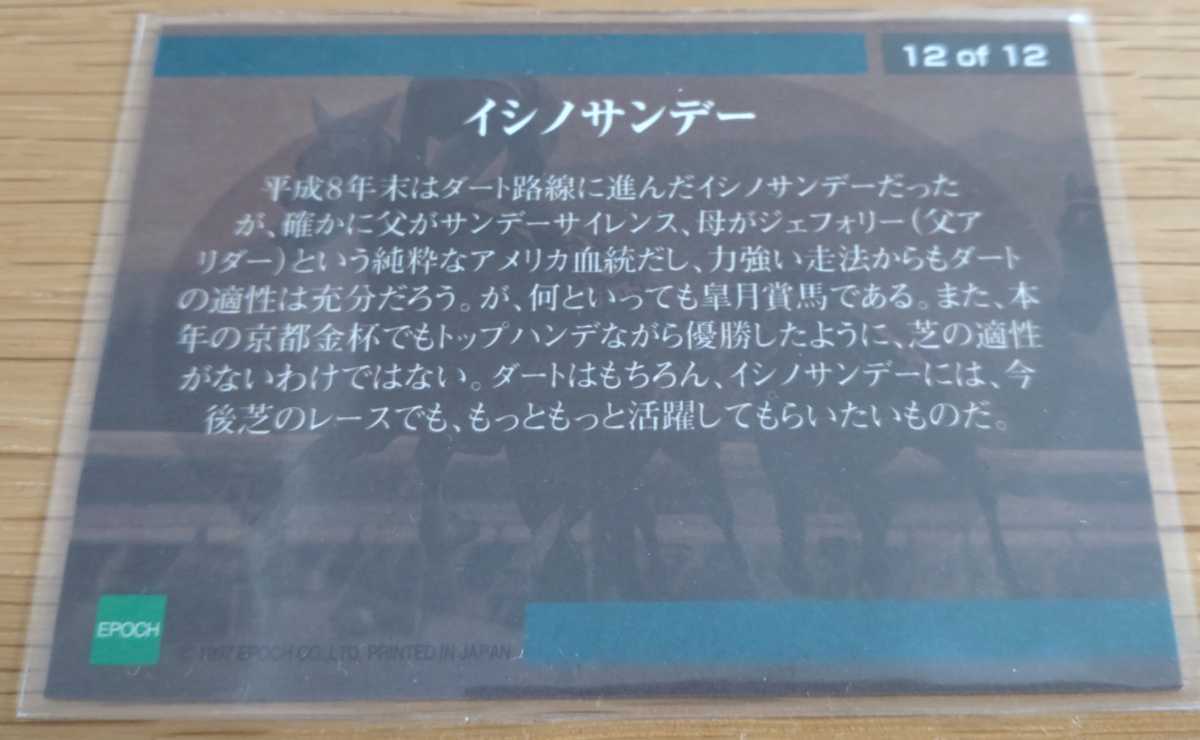 12 of 12
イシノサンデー
平成8年末はダート路線に進んだイシノサンデーだった
が、確かに父がサンデーサイレンス、母がジェフォリー（父ア
リダー）という純粋なアメリカ血統だし、力強い走法からもダート
の適性は充分だろう。が、何といっても皐月賞馬である。また、本
年の京都金杯でもトップハンデながら優勝したように、芝の適性
がないわけではない。ダートはもちろん、イシノサンデーには、今
後芝のレースでも、もっともっと活躍してもらいたいものだ。
EPOCH
© 1997 EPOCH CO.,LTD. PRINTED IN JAPAN